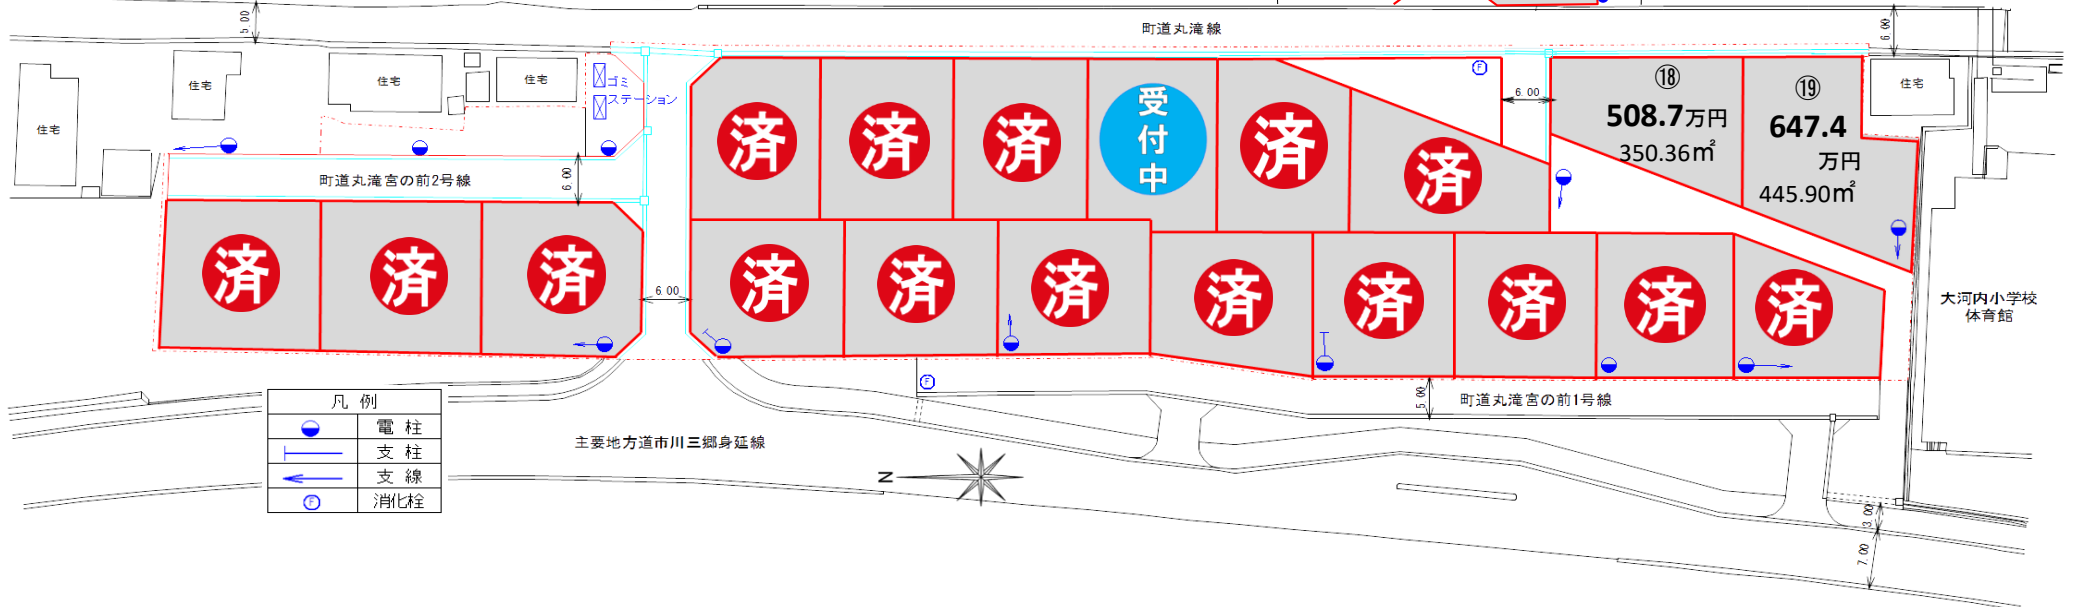 5.00
町道丸滝線
6.00
住宅
住宅
住宅
住宅
住宅
ゴミ
ステーション
6.00
⑱
508.7万円
350.36㎡
⑲
647.4
万円
445.90㎡
済
済
済
受
付
中
済
済
町道丸滝宮の前2号線
6.00
済
済
済
6.00
済
済
済
済
済
済
済
済
大河内小学校
体育館
F
F
5.00
町道丸滝宮の前1号線
凡 例
電 柱
支 柱
支 線
F
消化栓
主要地方道市川三郷身延線
N
3.00
7.00